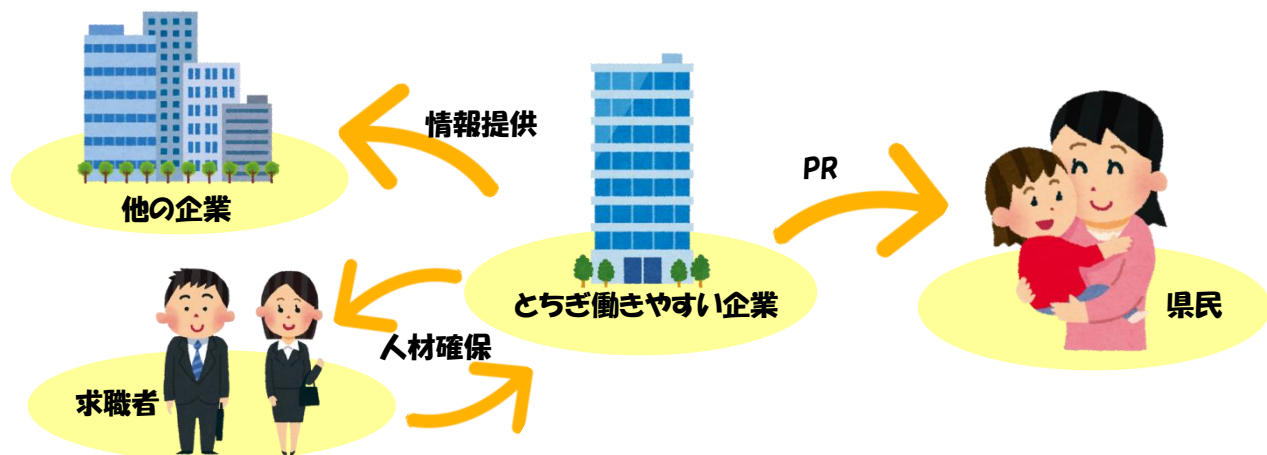 情報提供
他の企業
PR
とちぎ働きやすい企業
県民
人材確保
求職者